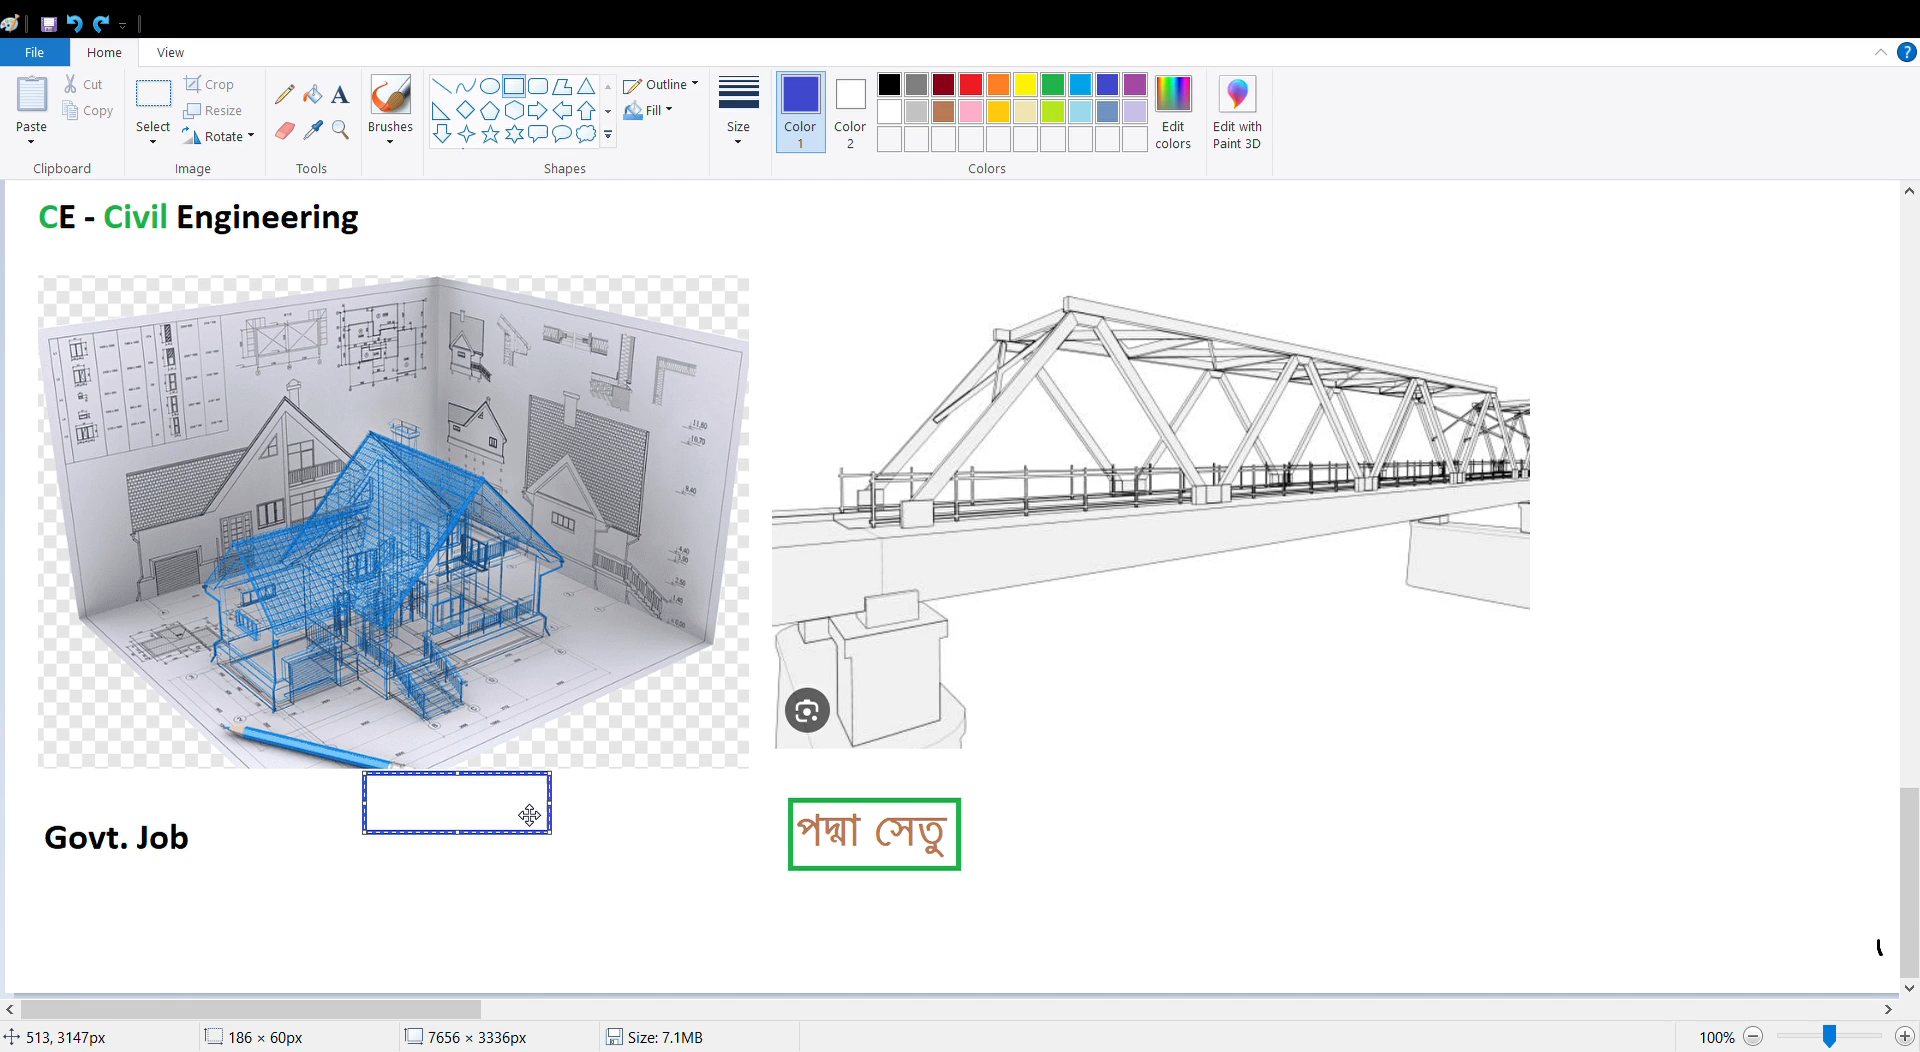 File
Home
View
Paste
Cut
Copy
Clipboard
Select
Crop
Resize
Rotate
Image
A
Tools
Brushes
Shapes
Outline
Fill
Size
Color
1
Color
2
Colors
Edit
colors
Edit with
Paint 3D
?
CE - Civil Engineering
Govt. Job
পদ্মা সেতু
513, 3147px
186 × 60px
7656 × 3336px
Size: 7.1MB
100%